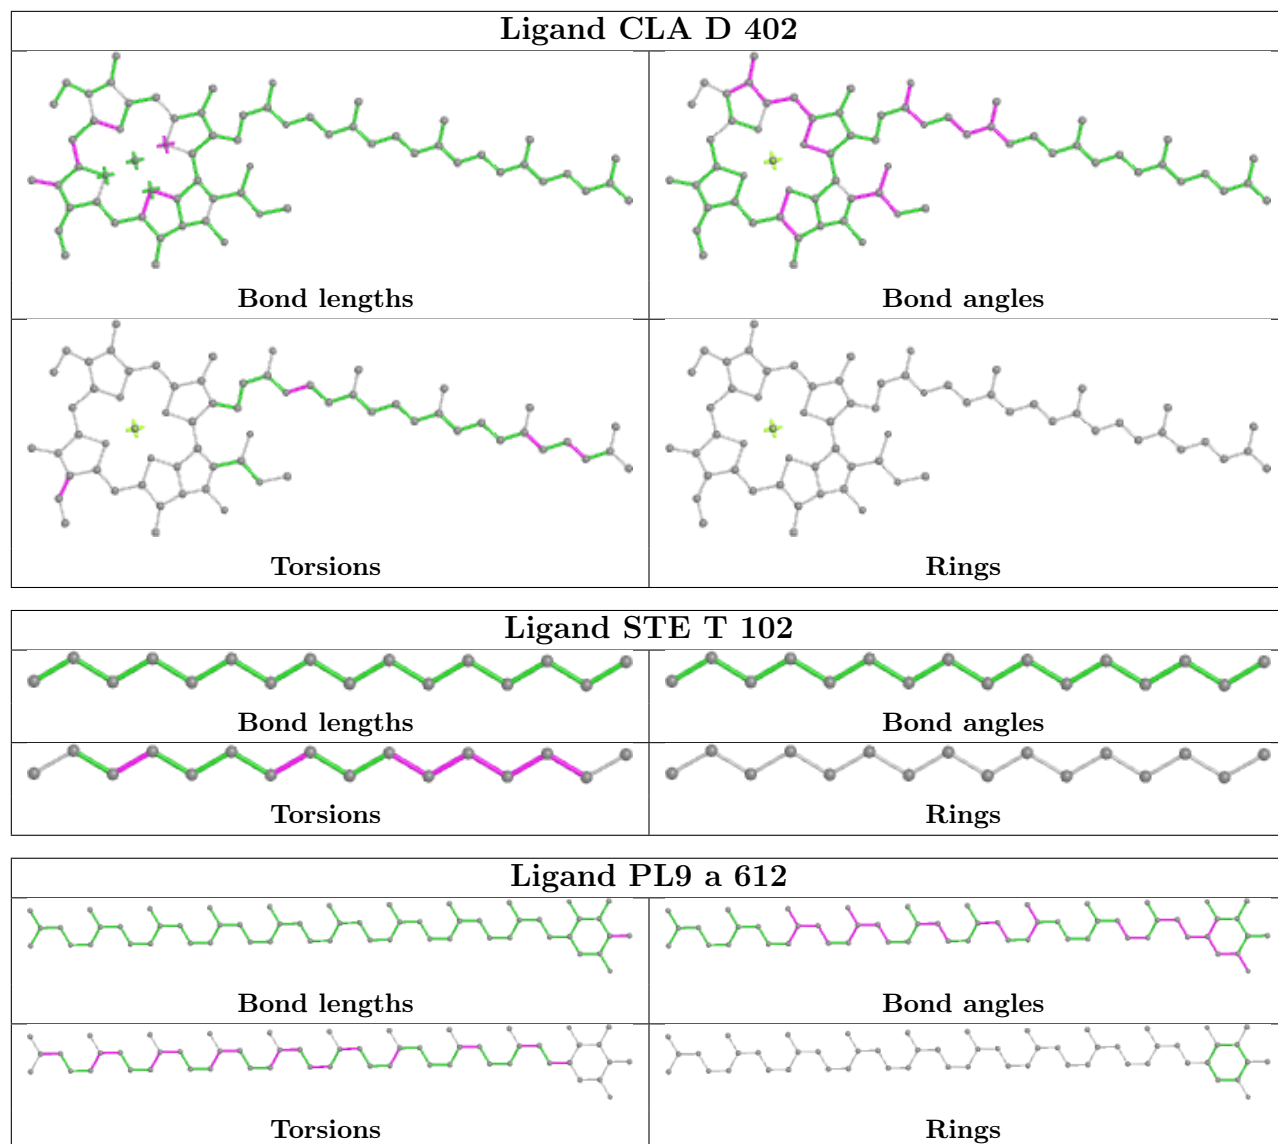 Ligand CLA D 402
Bond lengths
Bond angles
Torsions
Rings
Ligand STE T 102
Bond lengths
Bond angles
Torsions
Rings
Ligand PL9 a 612
Bond lengths
Bond angles
Torsions
Rings